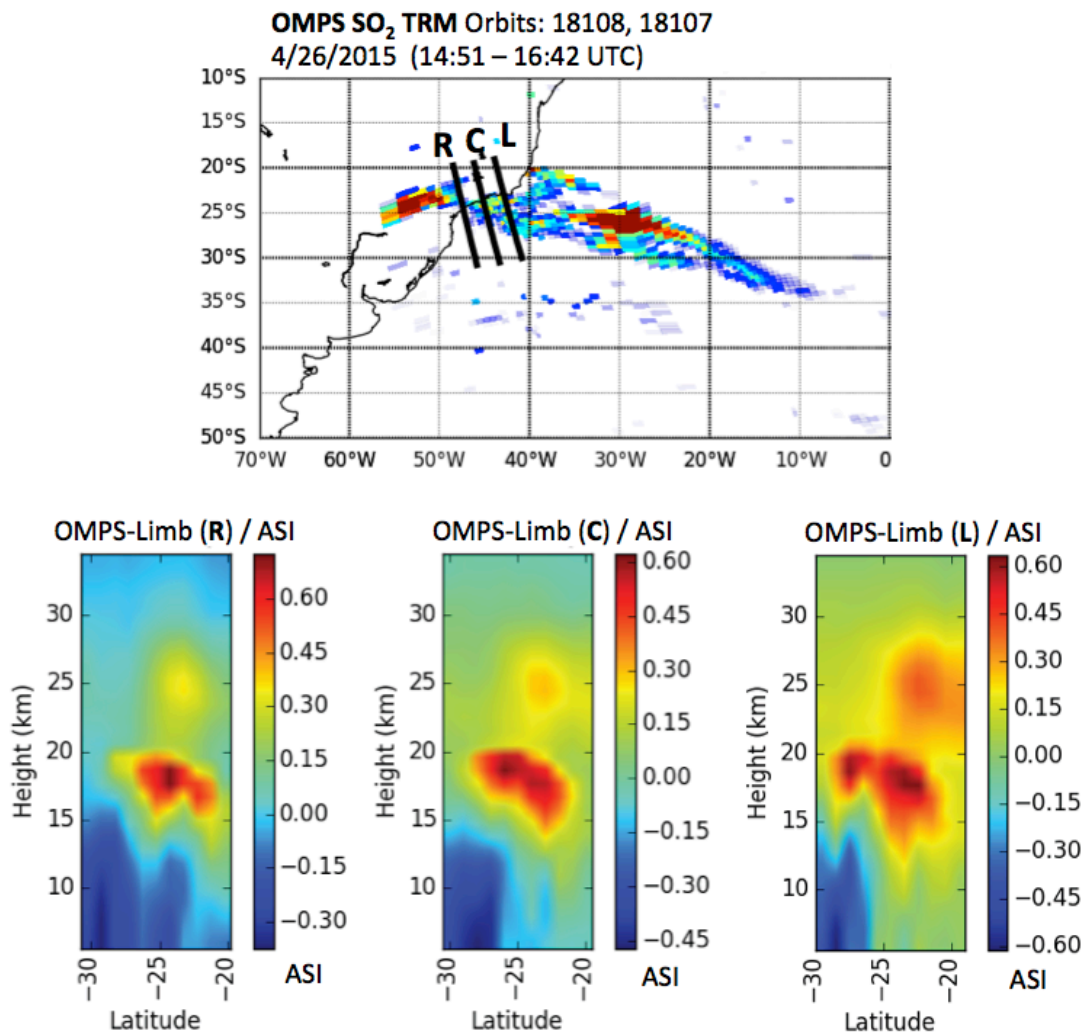 OMPS SO₂ TRM Orbits: 18108, 18107
4/26/2015 (14:51 – 16:42 UTC)
10°S
15°S
20°S
25°S
30°S
35°S
40°S
45°S
50°S
R C L
70°W 60°W 50°W 40°W 30°W 20°W 10°W 0
OMPS-Limb (R) / ASI
Height (km)
30
25
20
15
10
−30 −25 −20
Latitude
0.60
0.45
0.30
0.15
0.00
−0.15
−0.30
ASI
OMPS-Limb (C) / ASI
Height (km)
30
25
20
15
10
−30 −25 −20
Latitude
0.60
0.45
0.30
0.15
0.00
−0.15
−0.30
−0.45
ASI
OMPS-Limb (L) / ASI
Height (km)
30
25
20
15
10
−30 −25 −20
Latitude
0.60
0.45
0.30
0.15
0.00
−0.15
−0.30
−0.45
−0.60
ASI